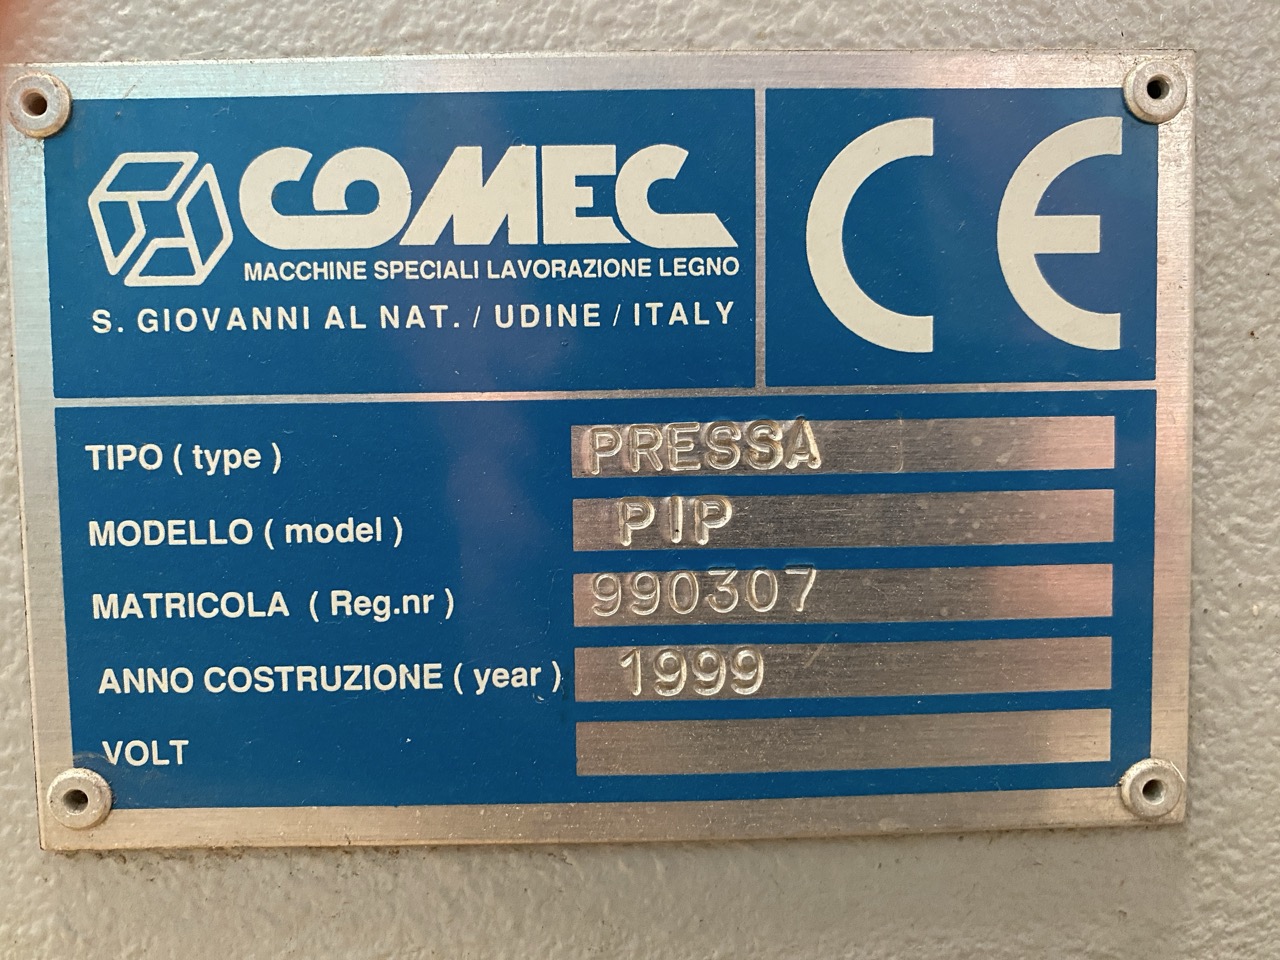 COMEC
MACCHINE SPECIALI LAVORAZIONE LEGNO
S. GIOVANNI AL NAT. / UDINE / ITALY
CE
TIPO ( type ) PRESSA
MODELLO ( model ) PIP
MATRICOLA ( Reg.nr ) 990307
ANNO COSTRUZIONE ( year ) 1999
VOLT